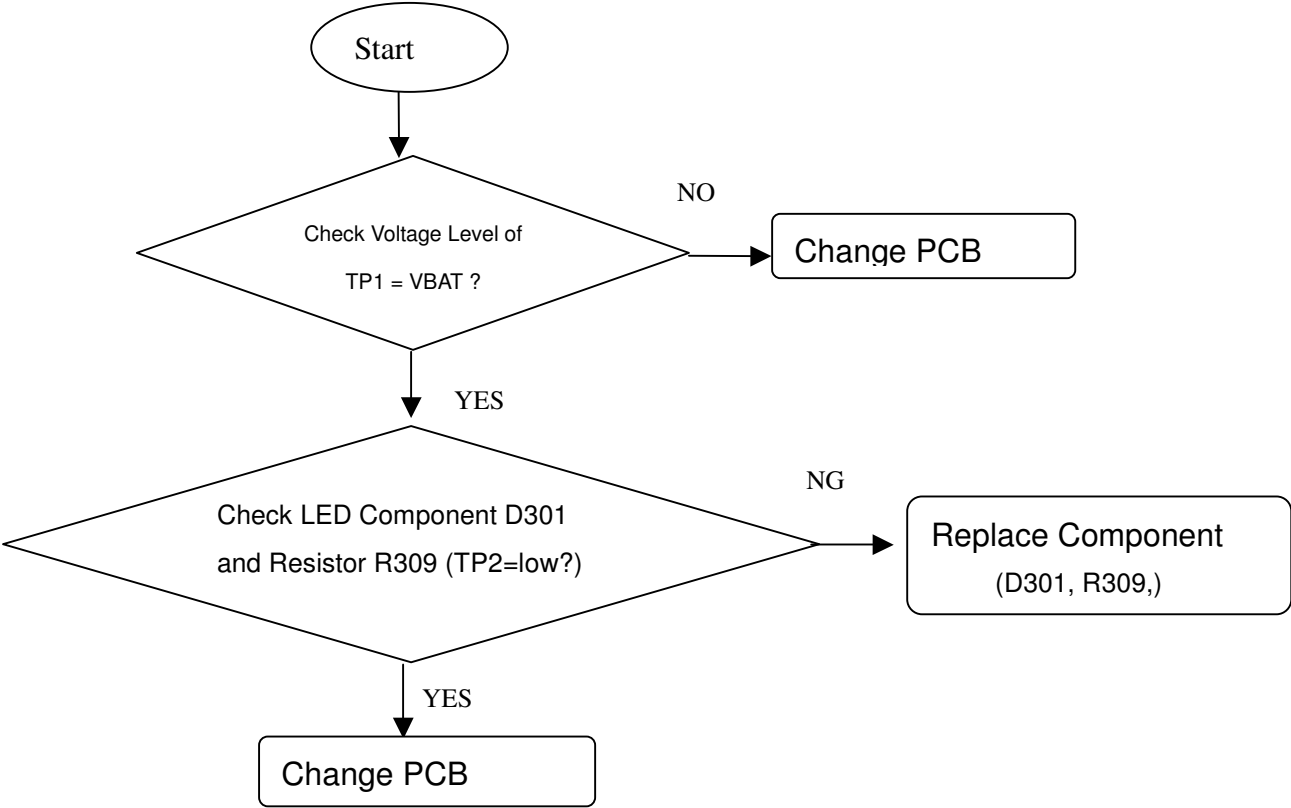 Start
Check Voltage Level of
TP1 = VBAT ?
NO
Change PCB
YES
Check LED Component D301
and Resistor R309 (TP2=low?)
NG
Replace Component
(D301, R309,)
YES
Change PCB